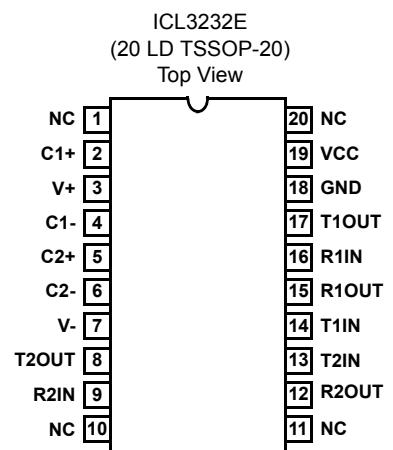 ICL3232E
(20 LD TSSOP-20)
Top View
NC 1 20 NC
C1+ 2 19 VCC
V+ 3 18 GND
C1- 4 17 T1OUT
C2+ 5 16 R1IN
C2- 6 15 R1OUT
V- 7 14 T1IN
T2OUT 8 13 T2IN
R2IN 9 12 R2OUT
NC 10 11 NC